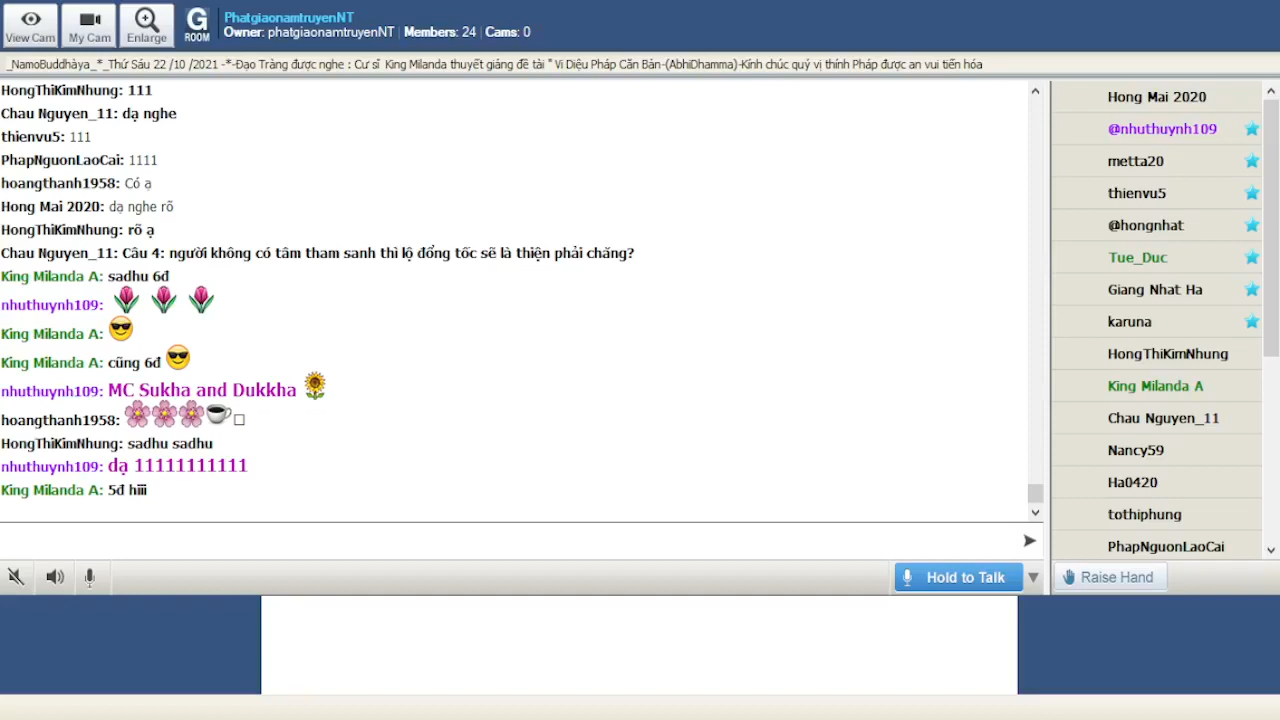 View Cam
My Cam
Enlarge
G
ROOM
PhatgiaonamtruyenNT
Owner: phatgiaonamtruyenNT | Members: 24 | Cams: 0
_NamoBuddhàya_*_Thứ Sáu 22 /10 /2021 -*-Đạo Tràng được nghe : Cư sĩ King Milanda thuyết giảng đề tài " Vi Diệu Pháp Căn Bản-(AbhiDhamma)-Kính chúc quý vị thính Pháp được an vui tiến hóa
HongThiKimNhung: 111
Chau Nguyen_11: dạ nghe
thienvu5: 111
PhapNguonLaoCai: 1111
hoangthanh1958: Có ạ
Hong Mai 2020: dạ nghe rõ
HongThiKimNhung: rõ ạ
Chau Nguyen_11: Câu 4: người không có tâm tham sanh thì lộ đổng tốc sẽ là thiện phải chăng?
King Milanda A: sadhu 6đ
nhuthuynh109:
King Milanda A:
King Milanda A: cũng 6đ
nhuthuynh109: MC Sukha and Dukkha
hoangthanh1958:
HongThiKimNhung: sadhu sadhu
nhuthuynh109: dạ 11111111111
King Milanda A: 5đ hiii
Hong Mai 2020
@nhuthuynh109
metta20
thienvu5
@hongnhat
Tue_Duc
Giang Nhat Ha
karuna
HongThiKimNhung
King Milanda A
Chau Nguyen_11
Nancy59
Ha0420
tothiphung
PhapNguonLaoCai
Hold to Talk
Raise Hand